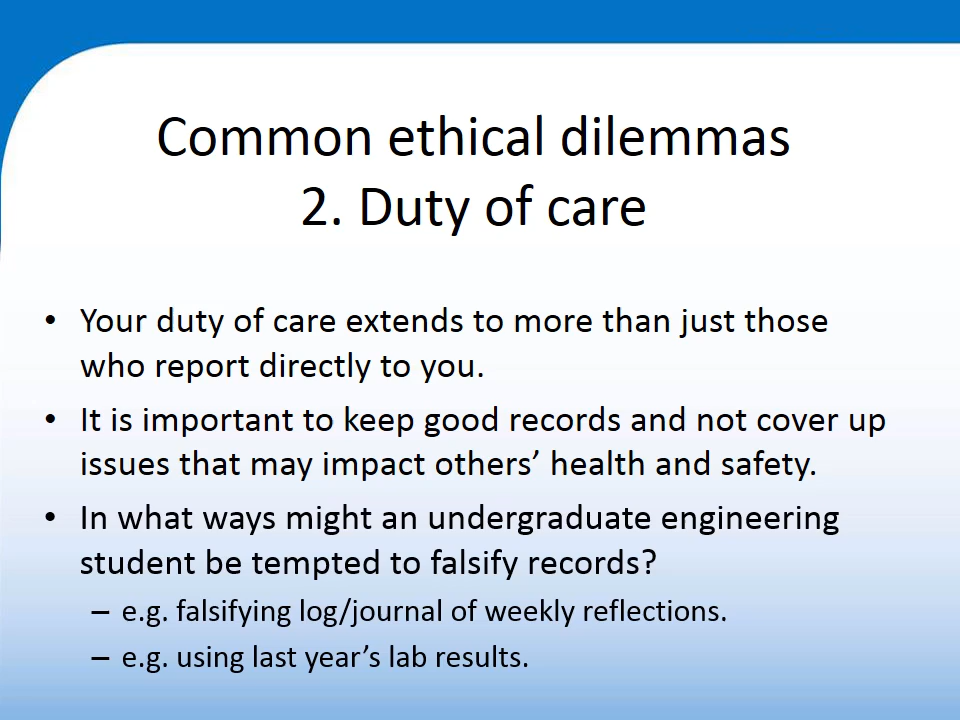 Common ethical dilemmas
2. Duty of care
• Your duty of care extends to more than just those
who report directly to you.
• It is important to keep good records and not cover up
issues that may impact others’ health and safety.
• In what ways might an undergraduate engineering
student be tempted to falsify records?
– e.g. falsifying log/journal of weekly reflections.
– e.g. using last year’s lab results.